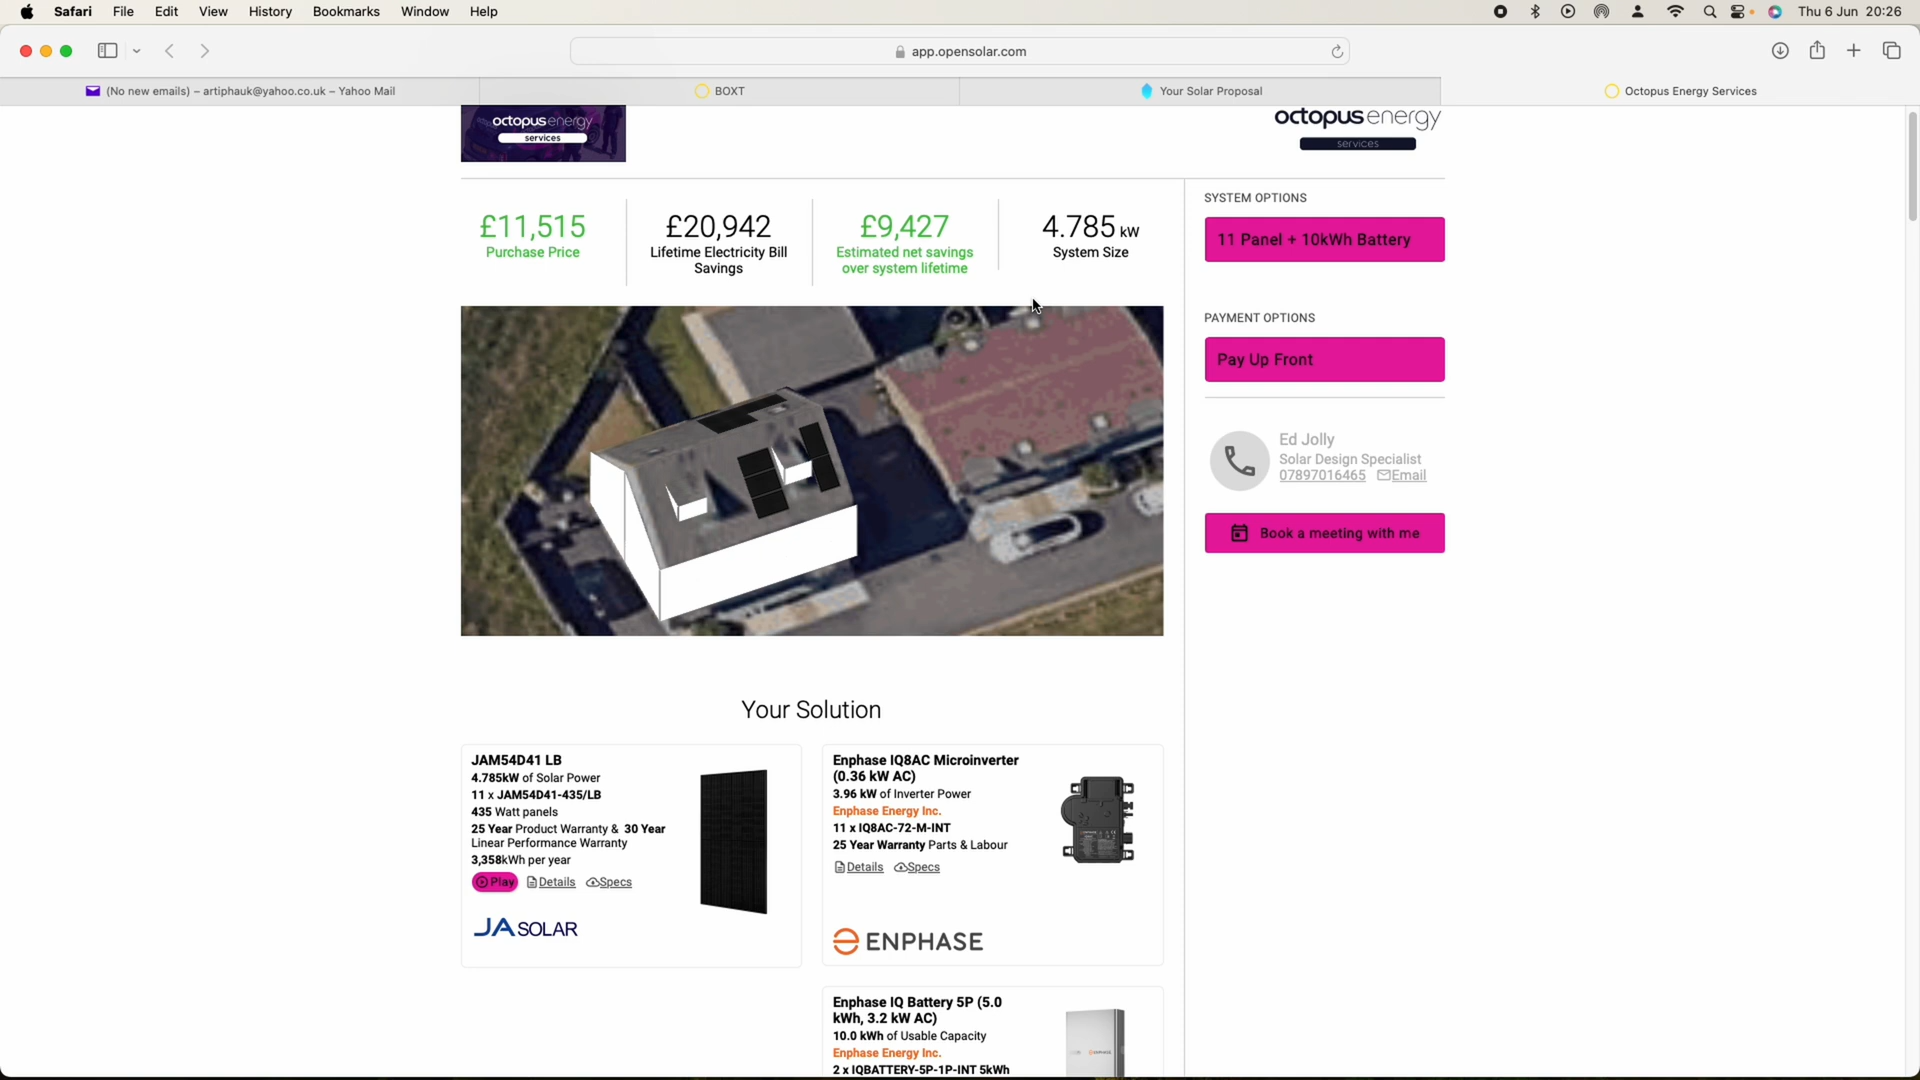 Safari File Edit View History Bookmarks Window Help Thu 6 Jun 20:26
app.opensolar.com
(No new emails) – artiphauk@yahoo.co.uk – Yahoo Mail BOXT Your Solar Proposal Octopus Energy Services
octopus energy
services
octopus energy
services
£11,515
Purchase Price
£20,942
Lifetime Electricity Bill
Savings
£9,427
Estimated net savings
over system lifetime
4.785 kW
System Size
SYSTEM OPTIONS
11 Panel + 10kWh Battery
PAYMENT OPTIONS
Pay Up Front
Ed Jolly
Solar Design Specialist
07897016465 Email
Book a meeting with me
Your Solution
JAM54D41 LB
4.785kW of Solar Power
11 x JAM54D41-435/LB
435 Watt panels
25 Year Product Warranty & 30 Year
Linear Performance Warranty
3,358kWh per year
Play Details Specs
JA SOLAR
Enphase IQ8AC Microinverter
(0.36 kW AC)
3.96 kW of Inverter Power
Enphase Energy Inc.
11 x IQ8AC-72-M-INT
25 Year Warranty Parts & Labour
Details Specs
ENPHASE
Enphase IQ Battery 5P (5.0
kWh, 3.2 kW AC)
10.0 kWh of Usable Capacity
Enphase Energy Inc.
2 x IQBATTERY-5P-1P-INT 5kWh